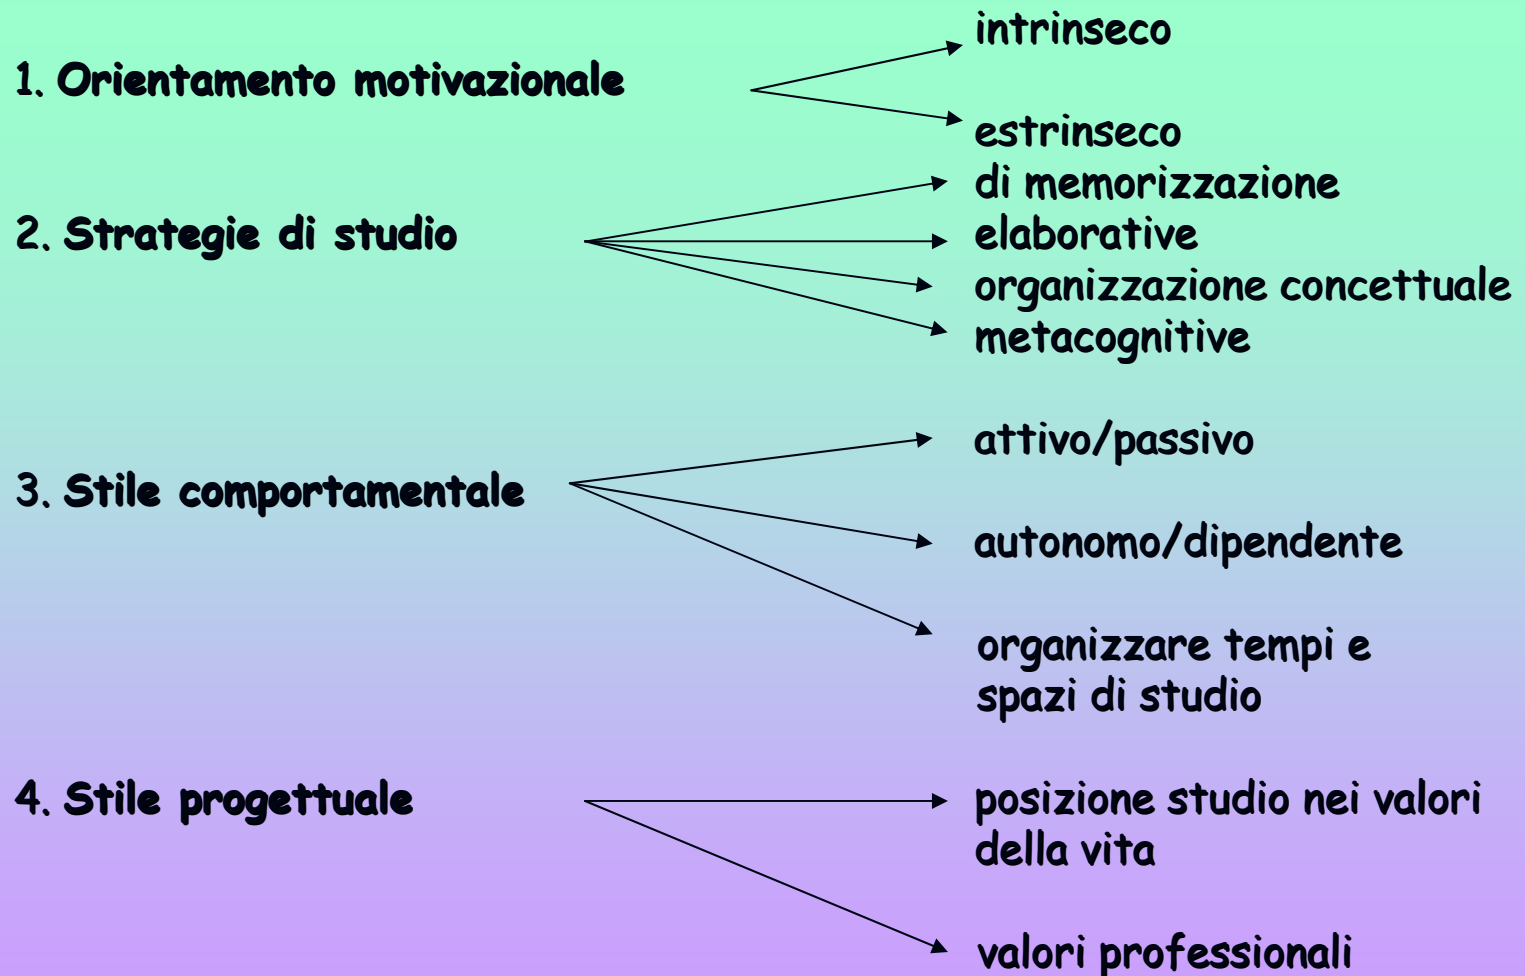 intrinseco
1. Orientamento motivazionale
estrinseco
di memorizzazione
2. Strategie di studio
elaborative
organizzazione concettuale
metacognitive
attivo/passivo
3. Stile comportamentale
autonomo/dipendente
organizzare tempi e
spazi di studio
4. Stile progettuale
posizione studio nei valori
della vita
valori professionali